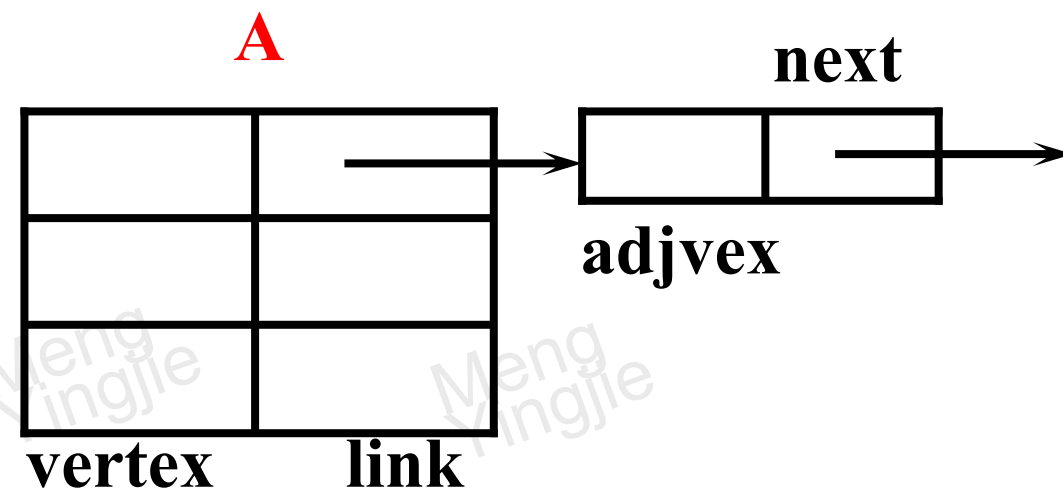 A
next
adjvex
Meng
Yingjie
Meng
Yingjie
vertex
link